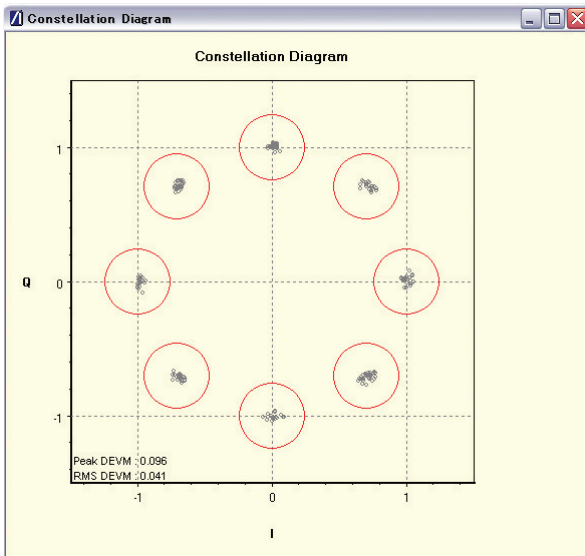 Constellation Diagram
Constellation Diagram
1
Q
0
-1
Peak DEVM : 0.096
RMS DEVM : 0.041
-1 0 1
I